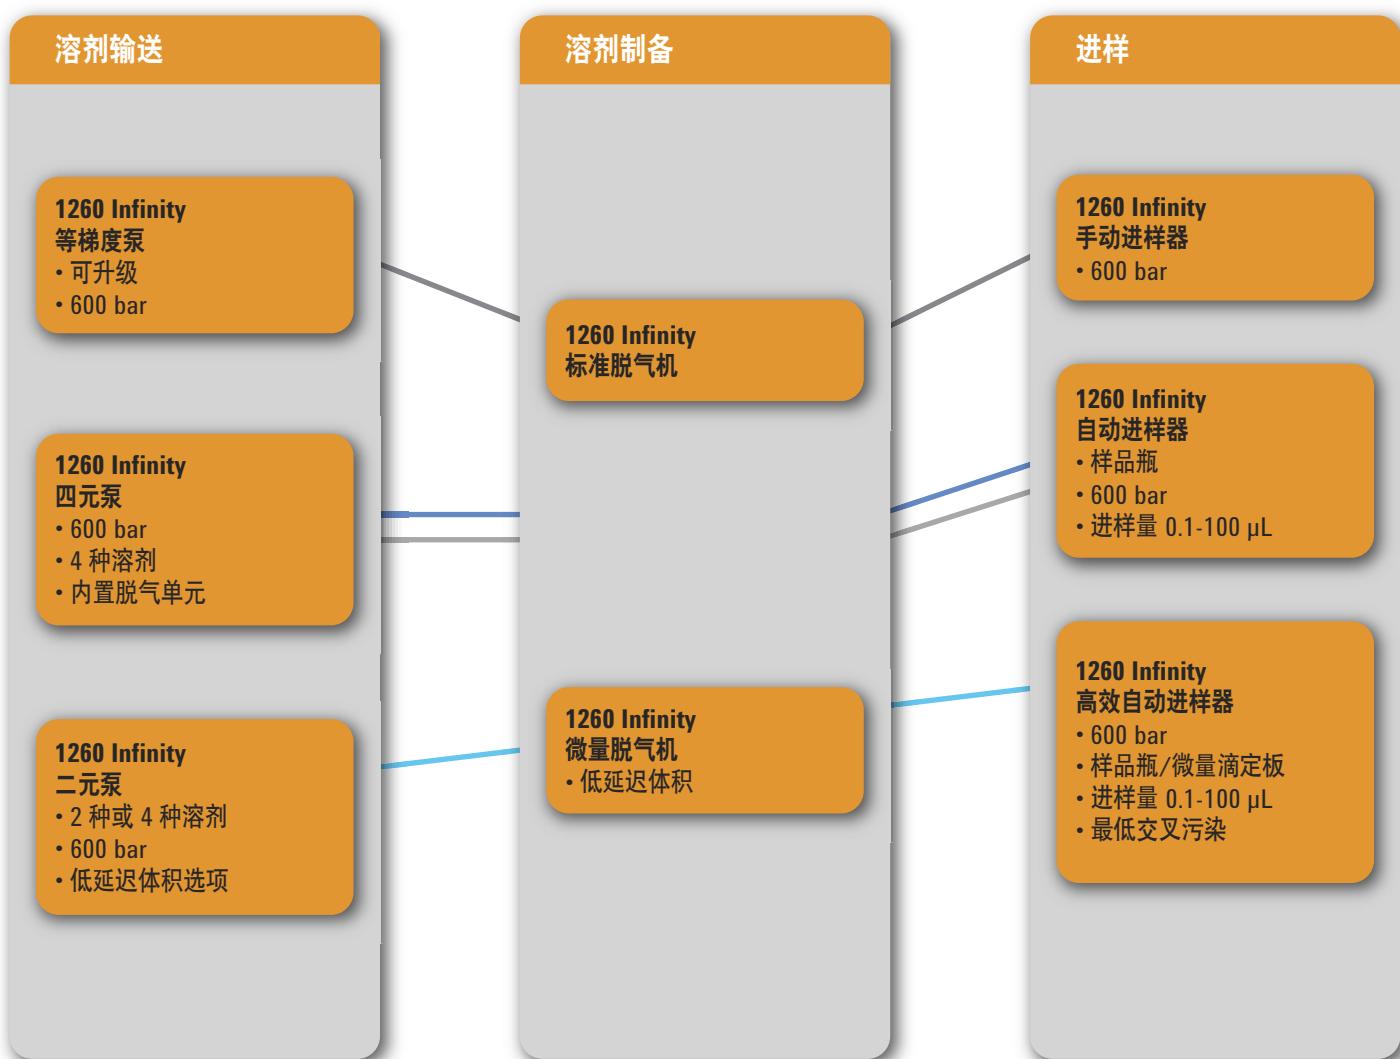 溶剂输送
1260 Infinity
等梯度泵
• 可升级
• 600 bar
1260 Infinity
四元泵
• 600 bar
• 4 种溶剂
• 内置脱气单元
1260 Infinity
二元泵
• 2 种或 4 种溶剂
• 600 bar
• 低延迟体积选项
溶剂制备
1260 Infinity
标准脱气机
1260 Infinity
微量脱气机
• 低延迟体积
进样
1260 Infinity
手动进样器
• 600 bar
1260 Infinity
自动进样器
• 样品瓶
• 600 bar
• 进样量 0.1-100 µL
1260 Infinity
高效自动进样器
• 600 bar
• 样品瓶/微量滴定板
• 进样量 0.1-100 µL
• 最低交叉污染